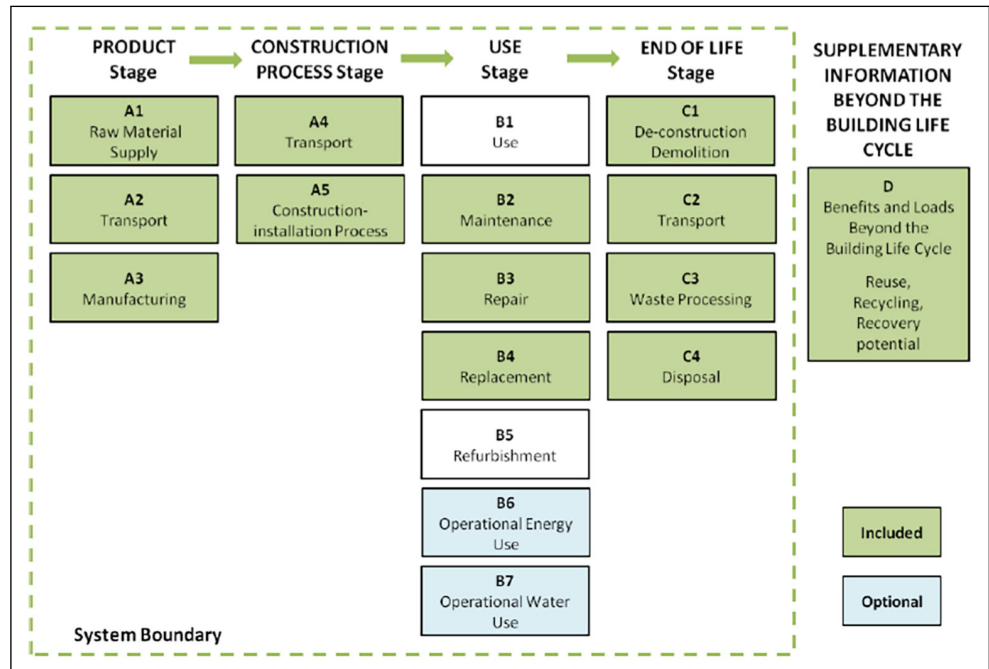 PRODUCT
Stage
CONSTRUCTION
PROCESS Stage
USE
Stage
END OF LIFE
Stage
SUPPLEMENTARY
INFORMATION
BEYOND THE
BUILDING LIFE
CYCLE
A1
Raw Material
Supply
A2
Transport
A3
Manufacturing
A4
Transport
A5
Construction-
installation Process
B1
Use
B2
Maintenance
B3
Repair
B4
Replacement
B5
Refurbishment
B6
Operational Energy
Use
B7
Operational Water
Use
C1
De-construction
Demolition
C2
Transport
C3
Waste Processing
C4
Disposal
D
Benefits and Loads
Beyond the
Building Life Cycle
Reuse,
Recycling,
Recovery
potential
Included
Optional
System Boundary